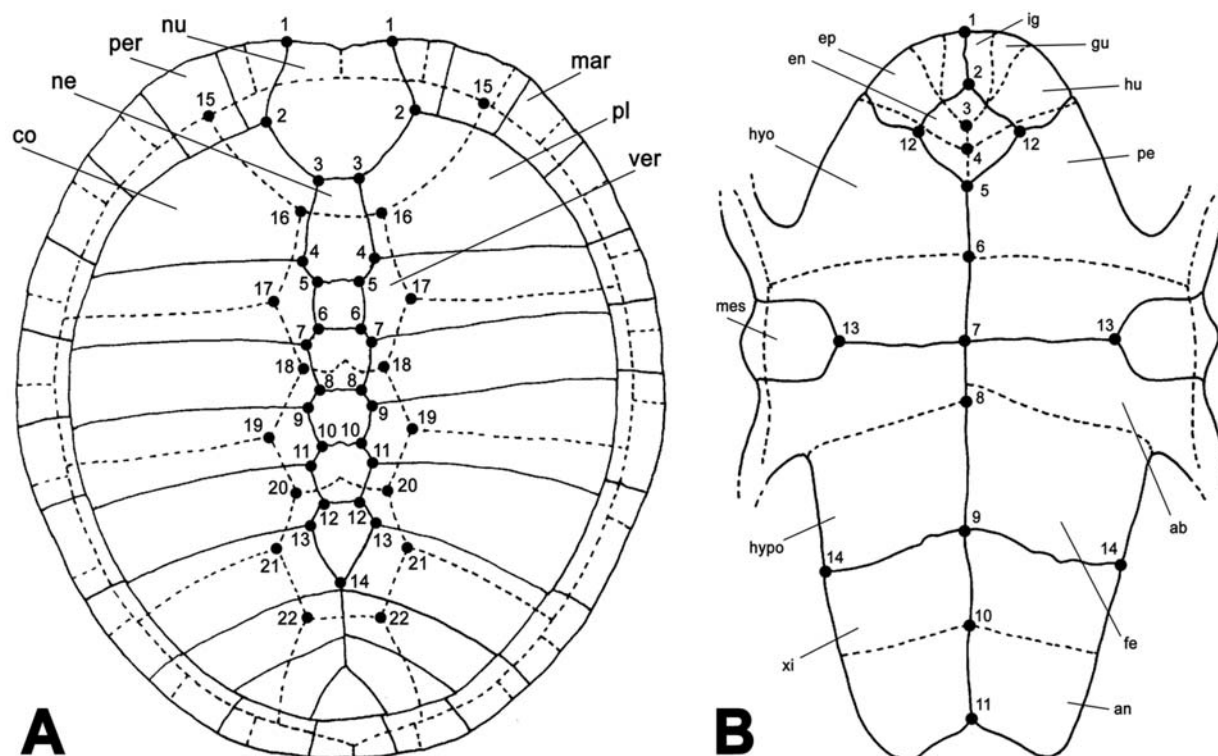 nu
1 1
per
ne
mar
15 15
co
2 2
pl
ver
3 3
16 16
4 4
5 5
17 17
6 6
7 7
18 18
8 8
9 9
19 19
10 10
11 11
20 20
12 12
13 13
21 21
14
22 22
A
1
ig
ep
gu
en
2
hu
3
hyo
12 12
4
pe
5
6
mes
13 7 13
8
ab
hypo
9
14 14
10
xi
fe
11
an
B